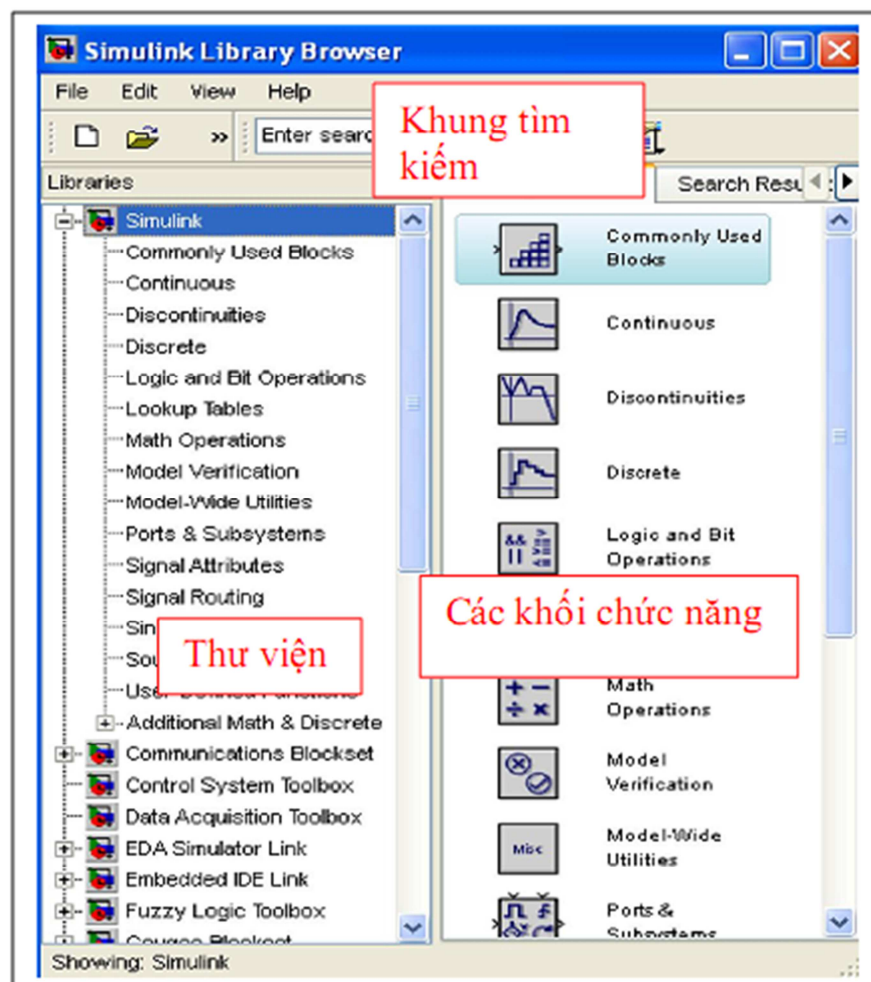 Simulink Library Browser
File Edit View Help
Enter
Khung tìm
kiếm
Libraries
Search
Simulink
Commonly Used Blocks
Continuous
Discontinuities
Discrete
Logic and Bit Operations
Lookup Tables
Math Operations
Model Verification
Model-Wide Utilities
Ports & Subsystems
Signal Attributes
Signal Routing
Thư viện
Additional Math & Discrete
Communications Blockset
Control System Toolbox
Data Acquisition Toolbox
EDA Simulator Link
Embedded IDE Link
Fuzzy Logic Toolbox
Commonly Used
Blocks
Continuous
Discontinuities
Discrete
Logic and Bit
Operations
Các khối chức năng
Math
Operations
Model
Verification
Misc
Model-Wide
Utilities
Ports &
Subsystems
Showing: Simulink